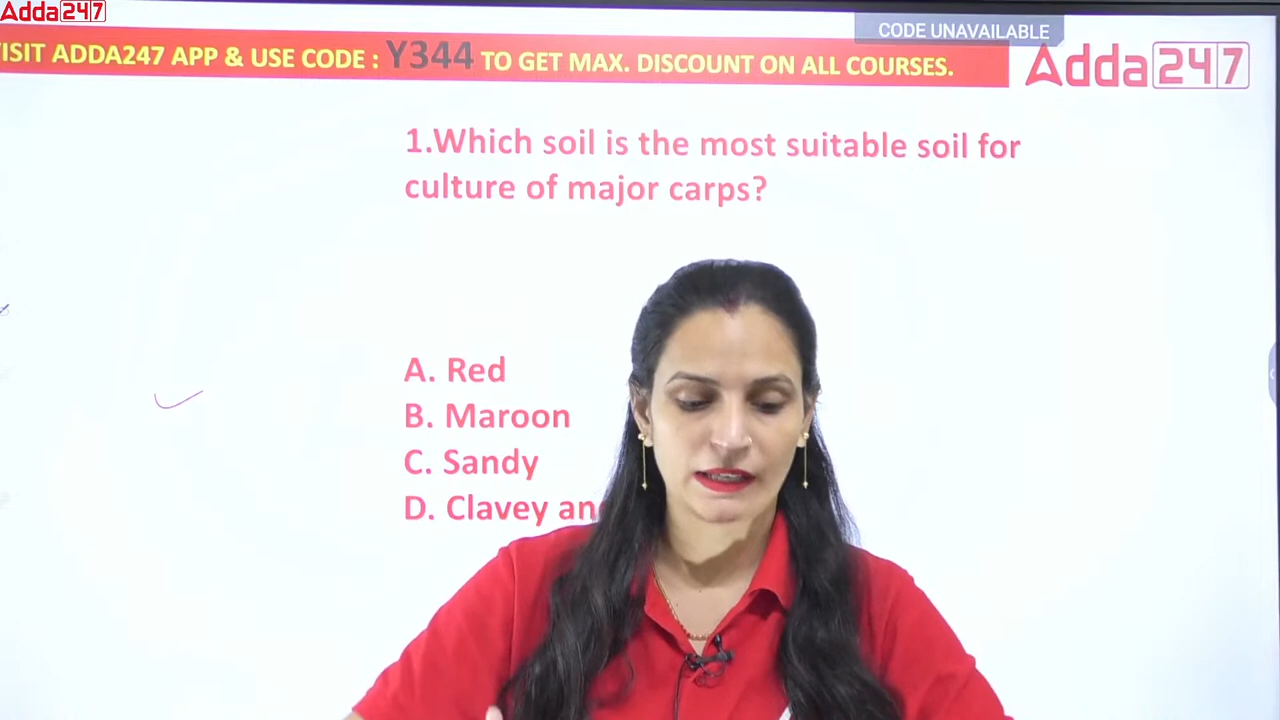 Adda247
CODE UNAVAILABLE
VISIT ADDA247 APP & USE CODE : Y344 TO GET MAX. DISCOUNT ON ALL COURSES.
Adda247
1.Which soil is the most suitable soil for
culture of major carps?
A. Red
B. Maroon
C. Sandy
D. Clavey